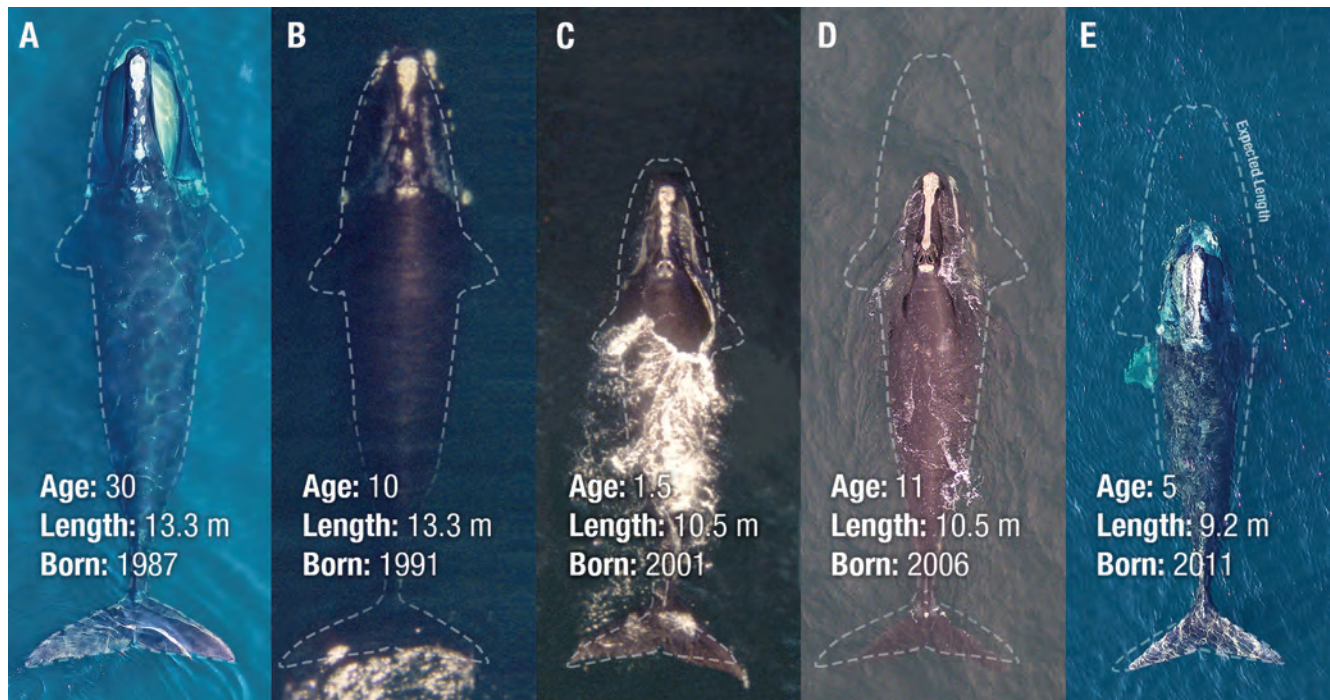 A
Age: 30
Length: 13.3 m
Born: 1987
B
Age: 10
Length: 13.3 m
Born: 1991
C
Age: 1.5
Length: 10.5 m
Born: 2001
D
Age: 11
Length: 10.5 m
Born: 2006
E
Expected Length
Age: 5
Length: 9.2 m
Born: 2011